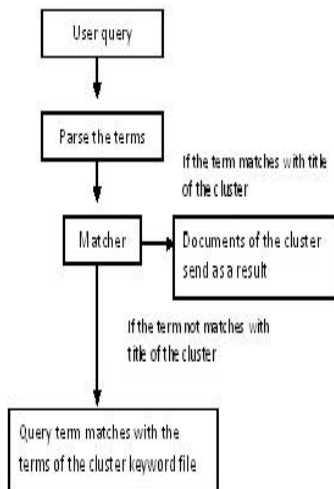 User query
Parse the terms
If the term matches with title
of the cluster
Matcher
Documents of the cluster
send as a result
If the term not matches with
title of the cluster
Query term matches with the
terms of the cluster keyword file